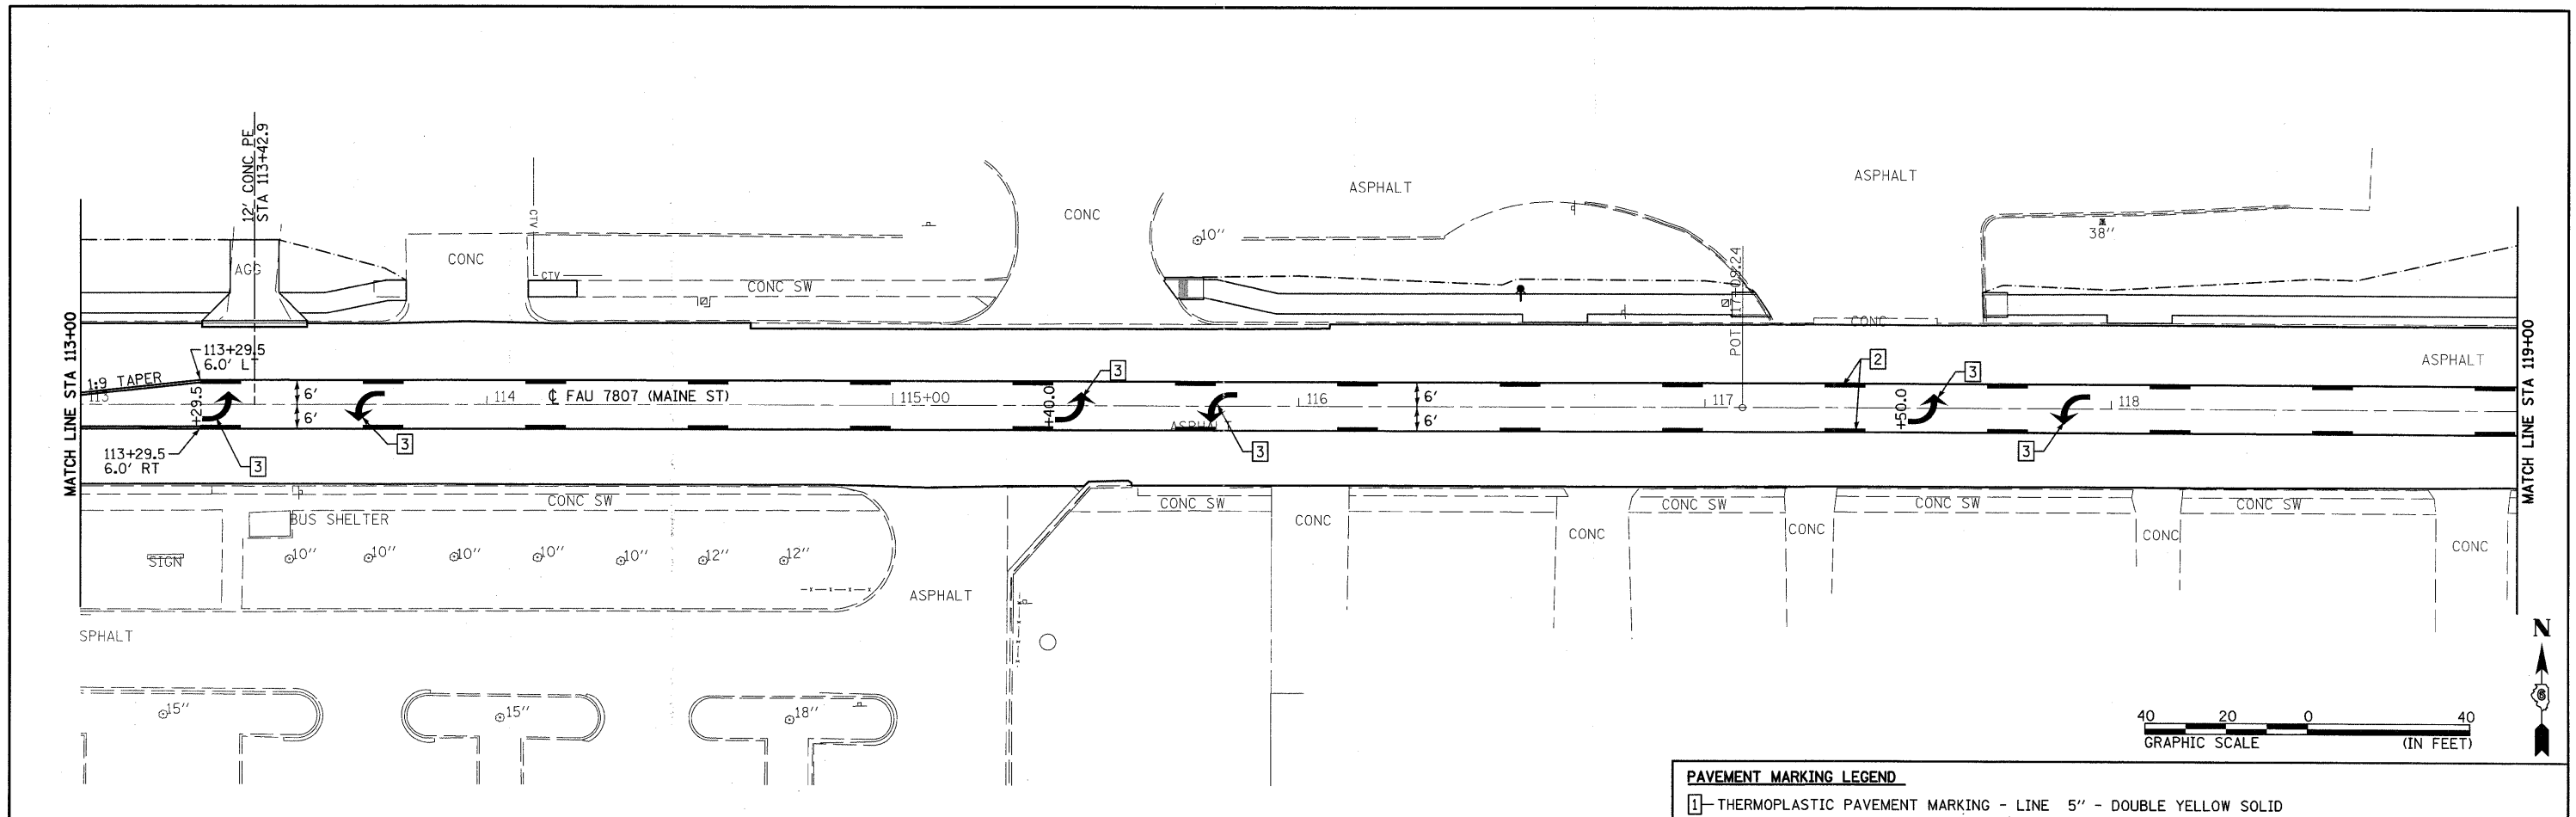 12' CONC PE
STA 113+42.9
MATCH LINE STA 113+00
AGG
CONC
CTV
CTV
CONC SW
CONC
10"
ASPHALT
POT 117+09.24
ASPHALT
CONC
38"
ASPHALT
MATCH LINE STA 119+00
113+29.5
6.0' LT
1:9 TAPER
113
+29.5
6'
6'
114
℄ FAU 7807 (MAINE ST)
115+00
+40.0
3
ASPHALT
116
6'
6'
117
2
+50.0
3
118
113+29.5
6.0' RT
3
3
3
3
CONC SW
BUS SHELTER
SIGN
10"
10"
10"
10"
10"
12"
12"
ASPHALT
CONC SW
CONC
CONC
CONC SW
CONC
CONC SW
CONC
CONC SW
CONC
SPHALT
15"
15"
18"
N
6
40 20 0 40
GRAPHIC SCALE (IN FEET)
PAVEMENT MARKING LEGEND
1 THERMOPLASTIC PAVEMENT MARKING - LINE 5" - DOUBLE YELLOW SOLID